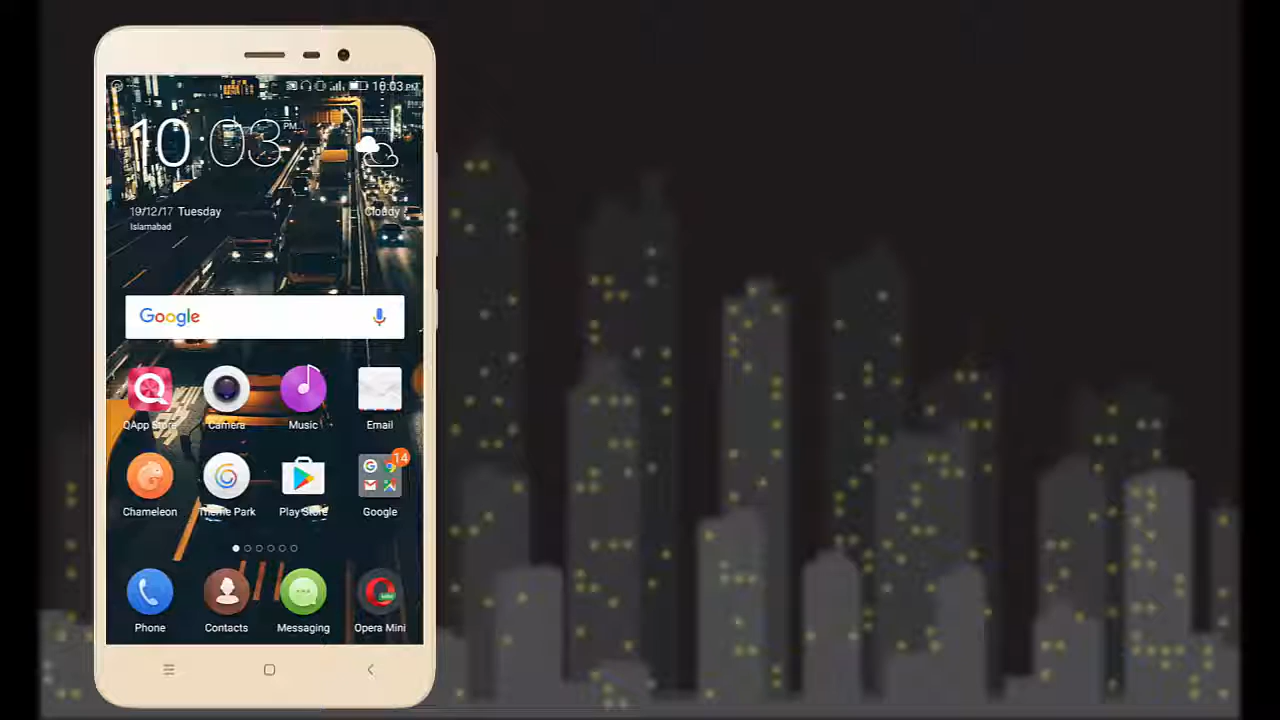 10:03 PM
10:03 PM
19/12/17 Tuesday
Cloudy
Islamabad
Google
QApp Store
Camera
Music
Email
14
Chameleon
Theme Park
Play Store
Google
Phone
Contacts
Messaging
Opera Mini